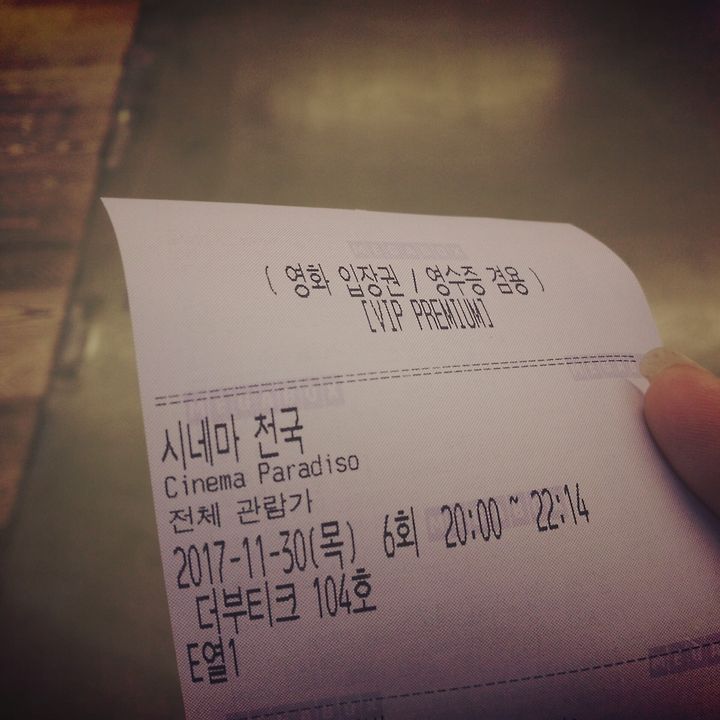 ( 영화 입장권 / 영수증 겸용 )
[VIP PREMIUM]
시네마 천국
Cinema Paradiso
전체 관람가
2017-11-30(목) 6회 20:00 ~ 22:14
더부티크 104호
E열1